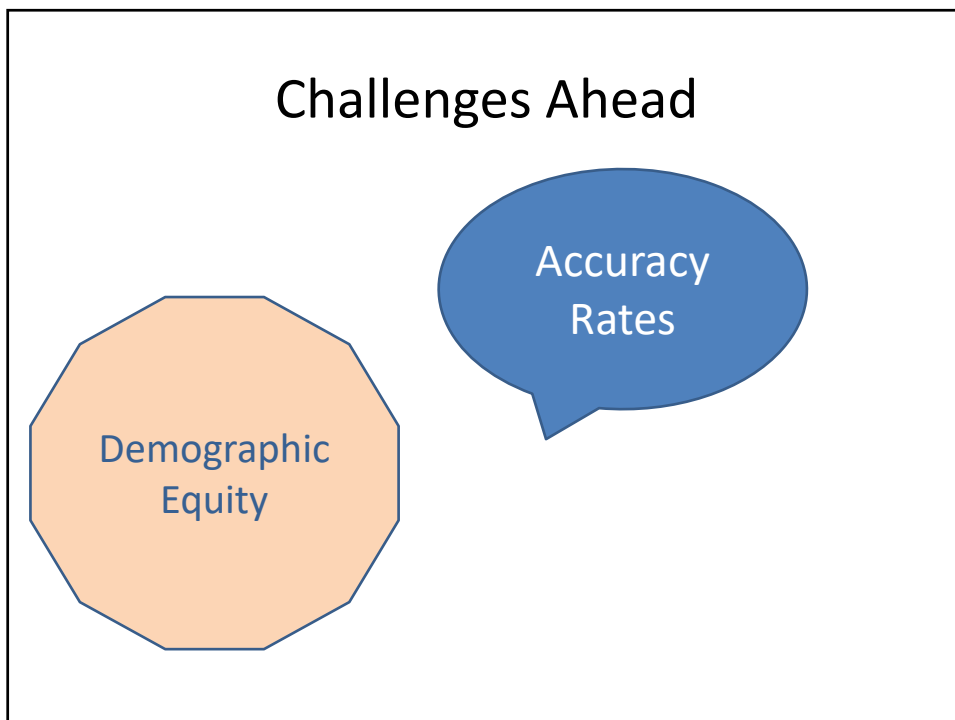 Challenges Ahead
Accuracy
Rates
Demographic
Equity